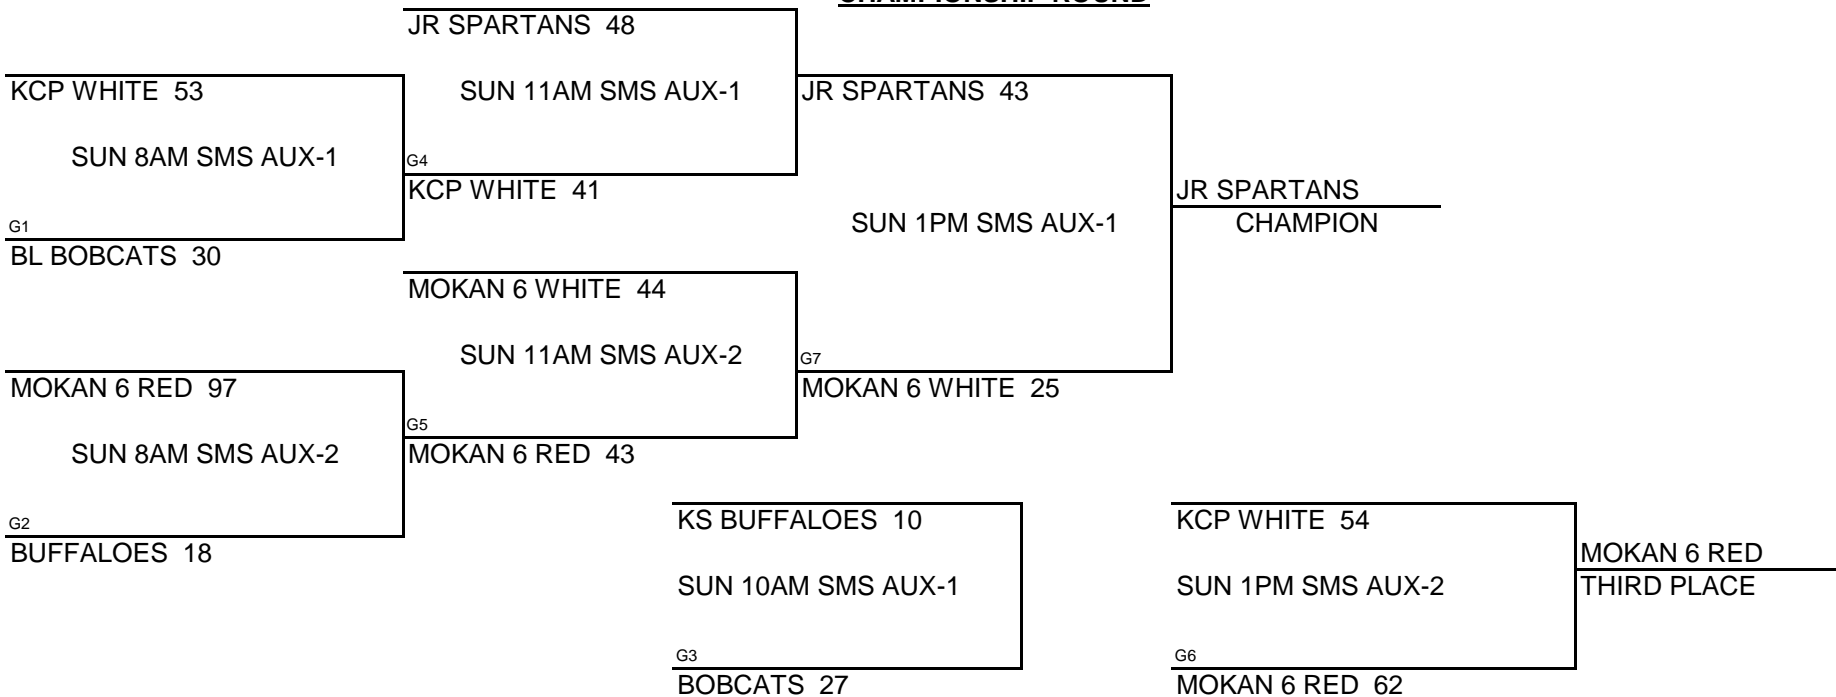 CHAMPIONSHIP ROUND
JR SPARTANS 48
KCP WHITE 53
SUN 11AM SMS AUX-1
JR SPARTANS 43
SUN 8AM SMS AUX-1
G4
KCP WHITE 41
JR SPARTANS
G1
SUN 1PM SMS AUX-1
CHAMPION
BL BOBCATS 30
MOKAN 6 WHITE 44
SUN 11AM SMS AUX-2
G7
MOKAN 6 RED 97
MOKAN 6 WHITE 25
G5
SUN 8AM SMS AUX-2
MOKAN 6 RED 43
G2
KS BUFFALOES 10
KCP WHITE 54
BUFFALOES 18
MOKAN 6 RED
SUN 10AM SMS AUX-1
SUN 1PM SMS AUX-2
THIRD PLACE
G3
G6
BOBCATS 27
MOKAN 6 RED 62